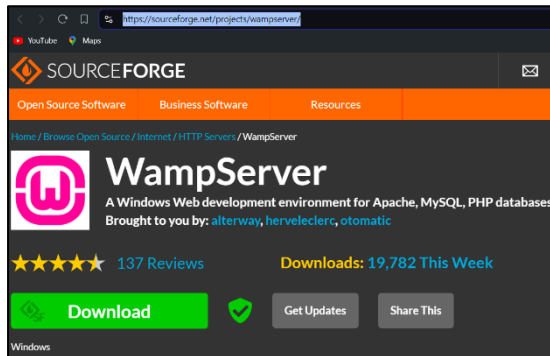 https://sourceforge.net/projects/wampserver/
YouTube Maps
SOURCEFORGE
Open Source Software Business Software Resources
Home / Browse Open Source / Internet / HTTP Servers / WampServer
WampServer
A Windows Web development environment for Apache, MySQL, PHP databases
Brought to you by: alterway, herveleclerc, otomatic
137 Reviews Downloads: 19,782 This Week
Download Get Updates Share This
Windows